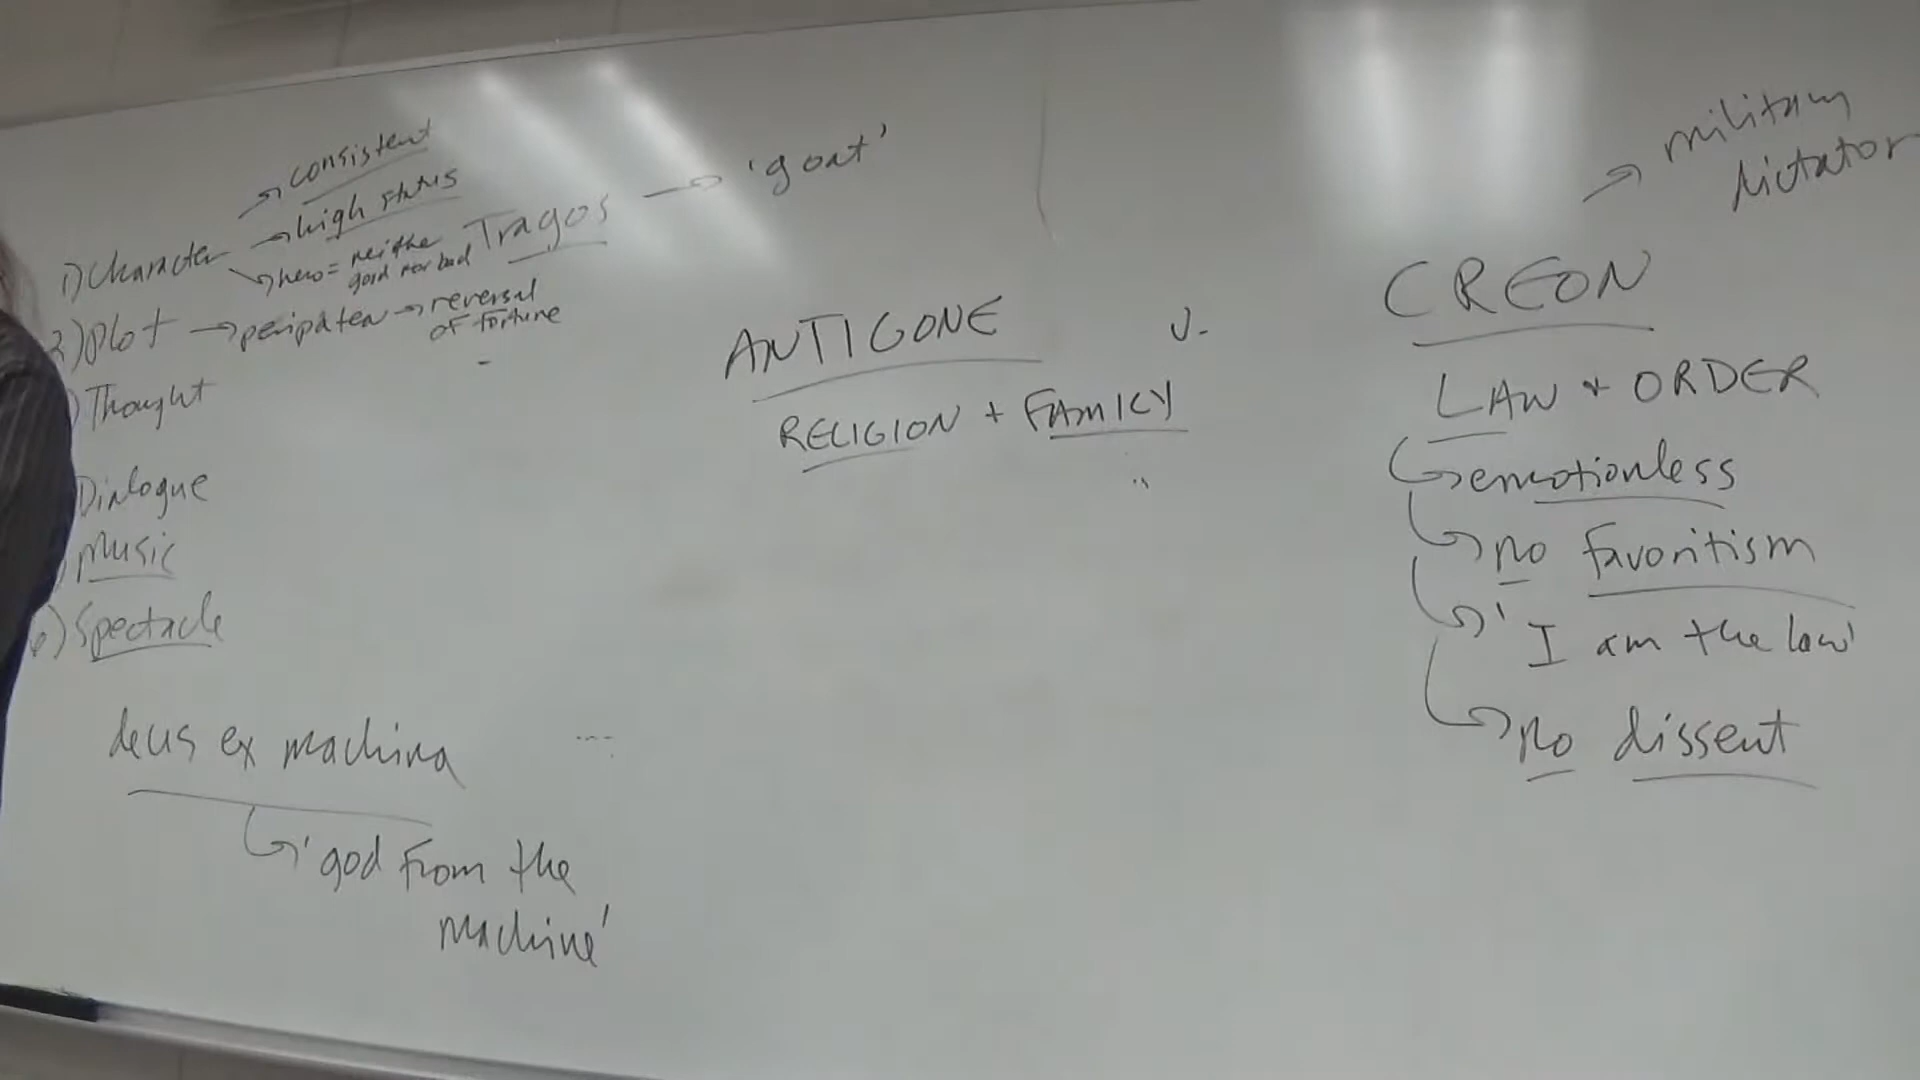 → consistent
1) Character → high status
→ hero = neither
good nor bad
Tragos → 'goat'
2) Plot → peripatea → reversal
of fortune
) Thought
Dialogue
) Music
6) Spectacle
deus ex machina
↳ 'god from the
machine'
ANTIGONE v.
RELIGION + FAMILY
→ military
dictator
CREON
LAW + ORDER
↳ emotionless
↳ no favoritism
↳ 'I am the law'
↳ no dissent